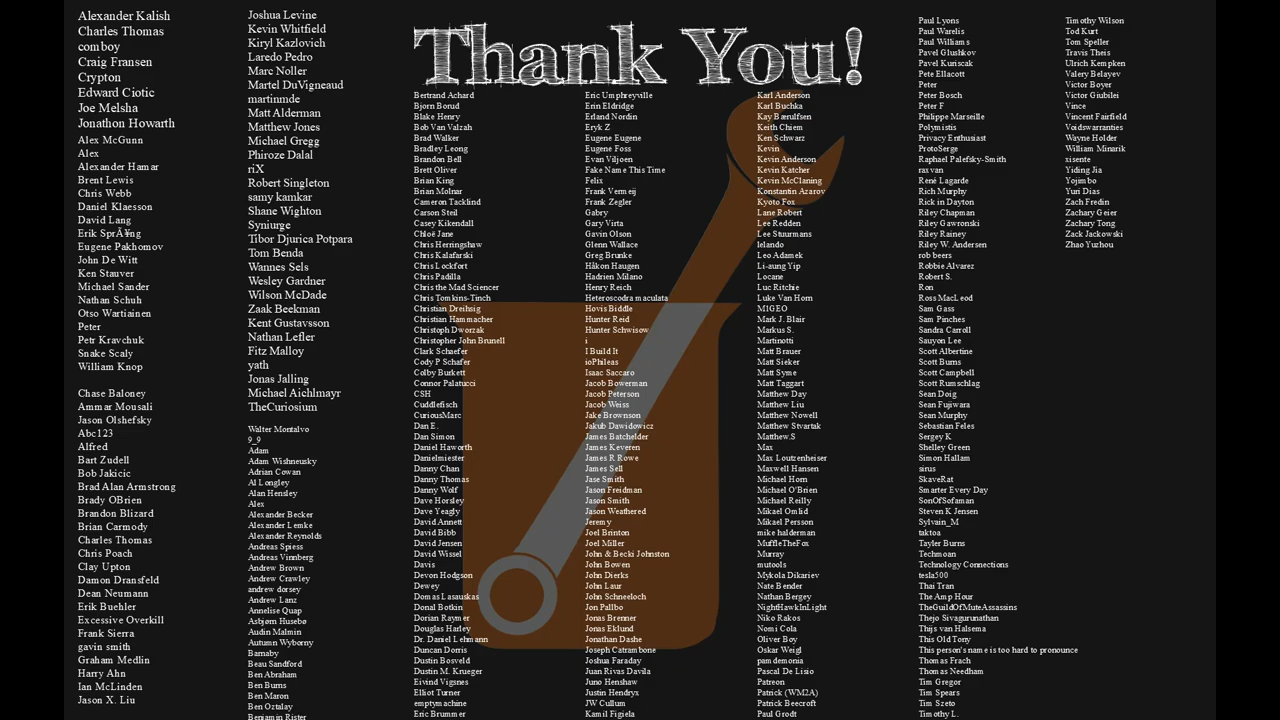 Alexander Kalish
Charles Thomas
comboy
Craig Fransen
Crypton
Edward Ciotic
Joe Melsha
Jonathon Howarth
Alex McGunn
Alex
Alexander Hamar
Brent Lewis
Chris Webb
Daniel Klaesson
David Lang
Erik SprÃ¥ng
Eugene Pakhomov
John De Witt
Ken Stauver
Michael Sander
Nathan Schuh
Otso Wartiainen
Peter
Petr Kravchuk
Snake Scaly
William Knop
Chase Baloney
Ammar Mousali
Jason Olshefsky
Abc123
Alfred
Bart Zudell
Bob Jakicic
Brad Alan Armstrong
Brady OBrien
Brandon Blizard
Brian Carmody
Charles Thomas
Chris Poach
Clay Upton
Damon Dransfeld
Dean Neumann
Erik Buehler
Excessive Overkill
Frank Sierra
gavin smith
Graham Medlin
Harry Ahn
Ian McLinden
Jason X. Liu
Joshua Levine
Kevin Whitfield
Kiryl Kazlovich
Laredo Pedro
Marc Noller
Martel DuVigneaud
martinmde
Matt Alderman
Matthew Jones
Michael Gregg
Phiroze Dalal
riX
Robert Singleton
samy kamkar
Shane Wighton
Syniurge
Tibor Djurica Potpara
Tom Benda
Wannes Sels
Wesley Gardner
Wilson McDade
Zaak Beekman
Kent Gustavsson
Nathan Lefler
Fitz Malloy
yath
Jonas Jalling
Michael Aichlmayr
TheCuriosium
Walter Montalvo
9_9
Adam
Adam Wishneusky
Adrian Cowan
Al Longley
Alan Hensley
Alex
Alexander Becker
Alexander Lemke
Alexander Reynolds
Andreas Spiess
Andreas Vinnberg
Andrew Brown
Andrew Crawley
andrew dorsey
Andrew Lanz
Annelise Quap
Asbjørn Husebø
Audin Malmin
Autumn Wyborny
Barnaby
Beau Sandford
Ben Abraham
Ben Burns
Ben Maron
Ben Oztalay
Benjamin Rister
Thank You!
Bertrand Achard
Bjorn Borud
Blake Henry
Bob Van Valzah
Brad Walker
Bradley Leong
Brandon Bell
Brett Oliver
Brian King
Brian Molnar
Cameron Tacklind
Carson Steil
Casey Kikendall
Chloë Jane
Chris Herringshaw
Chris Kalafarski
Chris Lockfort
Chris Padilla
Chris the Mad Sciencer
Chris Tomkins-Tinch
Christian Dreihsig
Christian Hammacher
Christoph Dworzak
Christopher John Brunell
Clark Schaefer
Cody P Schafer
Colby Burkett
Connor Palatucci
CSH
Cuddlefisch
CuriousMarc
Dan E.
Dan Simon
Daniel Haworth
Danielmiester
Danny Chan
Danny Thomas
Danny Wolf
Dave Horsley
Dave Yeagly
David Annett
David Bibb
David Jensen
David Wissel
Davis
Devon Hodgson
Dewey
Domas Lasauskas
Donal Botkin
Dorian Raymer
Douglas Harley
Dr. Daniel Lehmann
Duncan Dorris
Dustin Bosveld
Dustin M. Krueger
Eivind Vigsnes
Elliot Turner
emptymachine
Eric Brummer
Eric Umphreyville
Erin Eldridge
Erland Nordin
Eryk Z
Eugene Eugene
Eugene Foss
Evan Viljoen
Fake Name This Time
Felix
Frank Vermeij
Frank Zegler
Gabry
Gary Virta
Gavin Olson
Glenn Wallace
Greg Brunke
Håkon Haugen
Hadrien Milano
Henry Reich
Heteroscodra maculata
Hovis Biddle
Hunter Reid
Hunter Schwisow
i
I Build It
ioPhileas
Isaac Saccaro
Jacob Bowerman
Jacob Peterson
Jacob Weiss
Jake Brownson
Jakub Dawidowicz
James Batchelder
James Keveren
James R Rowe
James Sell
Jase Smith
Jason Freidman
Jason Smith
Jason Weathered
Jeremy
Joel Brinton
Joel Miller
John & Becki Johnston
John Bowen
John Dierks
John Laur
John Schneeloch
Jon Pallbo
Jonas Brenner
Jonas Eklund
Jonathan Dashe
Joseph Catrambone
Joshua Faraday
Juan Rivas Davila
Juno Henshaw
Justin Hendryx
JW Cullum
Kamil Figiela
Karl Anderson
Karl Buchka
Kay Bærulfsen
Keith Chiem
Ken Schwarz
Kevin
Kevin Anderson
Kevin Katcher
Kevin McClaning
Konstantin Azarov
Kyoto Fox
Lane Robert
Lee Redden
Lee Stuurmans
lelando
Leo Adamek
Li-aung Yip
Locane
Luc Ritchie
Luke Van Horn
M1GEO
Mark J. Blair
Markus S.
Martinotti
Matt Brauer
Matt Sieker
Matt Syme
Matt Taggart
Matthew Day
Matthew Liu
Matthew Nowell
Matthew Stvartak
Matthew.S
Max
Max Loutzenheiser
Maxwell Hansen
Michael Horn
Michael O'Brien
Michael Reilly
Mikael Omlid
Mikael Persson
mike halderman
MuffleTheFox
Murray
mutools
Mykola Dikariev
Nate Bender
Nathan Bergey
NightHawkInLight
Niko Rakos
Nomi Cola
Oliver Boy
Oskar Weigl
pamdemonia
Pascal De Lisio
Patreon
Patrick (WM2A)
Patrick Beecroft
Paul Grodt
Paul Lyons
Paul Warelis
Paul Williams
Pavel Glushkov
Pavel Kuriscak
Pete Ellacott
Peter
Peter Bosch
Peter F
Philippe Marseille
Polymistis
Privacy Enthusiast
ProtoSerge
Raphael Palefsky-Smith
raxvan
René Lagarde
Rich Murphy
Rick in Dayton
Riley Chapman
Riley Gawronski
Riley Rainey
Riley W. Andersen
rob beers
Robbie Alvarez
Robert S.
Ron
Ross MacLeod
Sam Gass
Sam Pinches
Sandra Carroll
Sauyon Lee
Scott Albertine
Scott Burns
Scott Campbell
Scott Rumschlag
Sean Doig
Sean Fujiwara
Sean Murphy
Sebastian Feles
Sergey K
Shelley Green
Simon Hallam
sirus
SkaveRat
Smarter Every Day
SonOfSofaman
Steven K Jensen
Sylvain_M
taktoa
Tayler Burns
Techmoan
Technology Connections
tesla500
Thai Tran
The Amp Hour
TheGuildOfMuteAssassins
Thejo Sivagurunathan
Thijs van Halsema
This Old Tony
This person's name is too hard to pronounce
Thomas Frach
Thomas Needham
Tim Gregor
Tim Spears
Tim Szeto
Timothy L.
Timothy Wilson
Tod Kurt
Tom Speller
Travis Theis
Ulrich Kempken
Valery Belayev
Victor Boyer
Victor Giubilei
Vince
Vincent Fairfield
Voidswarranties
Wayne Holder
William Minarik
xisente
Yiding Jia
Yojimbo
Yuri Dias
Zach Fredin
Zachary Geier
Zachary Tong
Zack Jackowski
Zhao Yuzhou